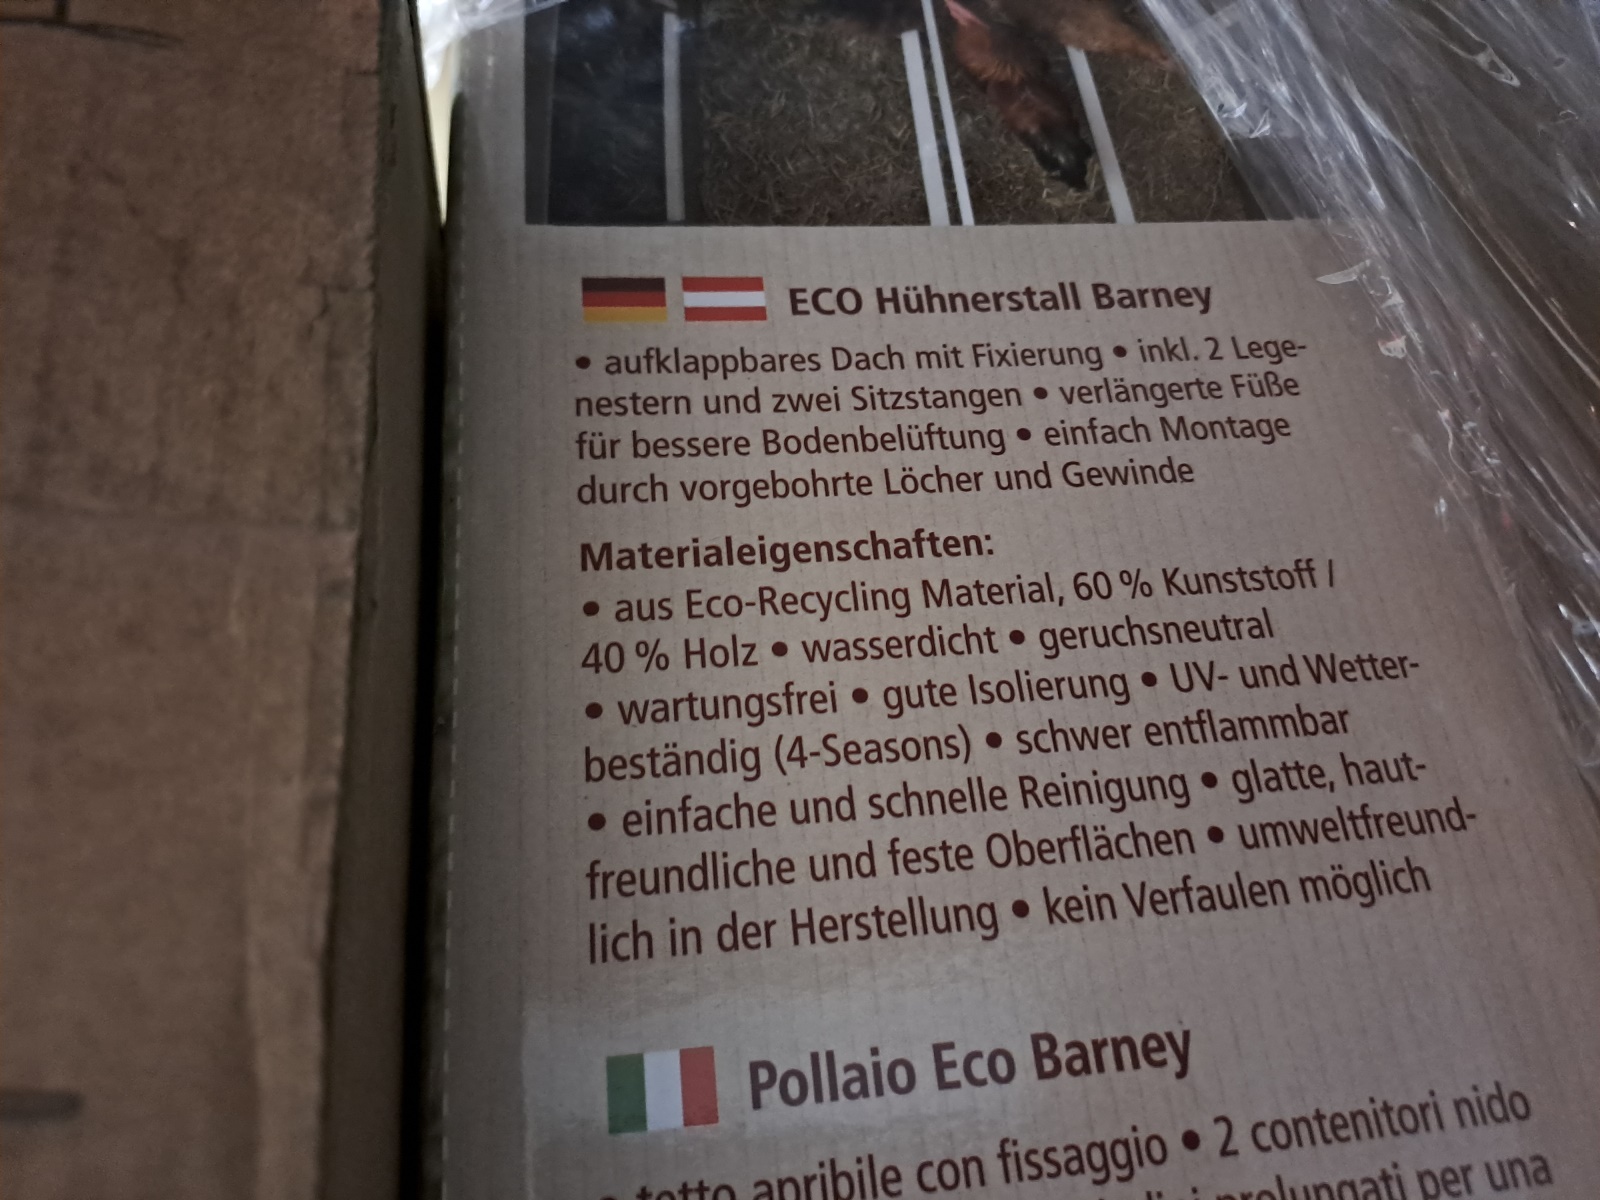 ECO Hühnerstall Barney
• aufklappbares Dach mit Fixierung • inkl. 2 Lege-
nestern und zwei Sitzstangen • verlängerte Füße
für bessere Bodenbelüftung • einfach Montage
durch vorgebohrte Löcher und Gewinde
Materialeigenschaften:
• aus Eco-Recycling Material, 60 % Kunststoff /
40 % Holz • wasserdicht • geruchsneutral
• wartungsfrei • gute Isolierung • UV- und Wetter-
beständig (4-Seasons) • schwer entflammbar
• einfache und schnelle Reinigung • glatte, haut-
freundliche und feste Oberflächen • umweltfreund-
lich in der Herstellung • kein Verfaulen möglich
Pollaio Eco Barney
• tetto apribile con fissaggio • 2 contenitori nido
prolungati per una